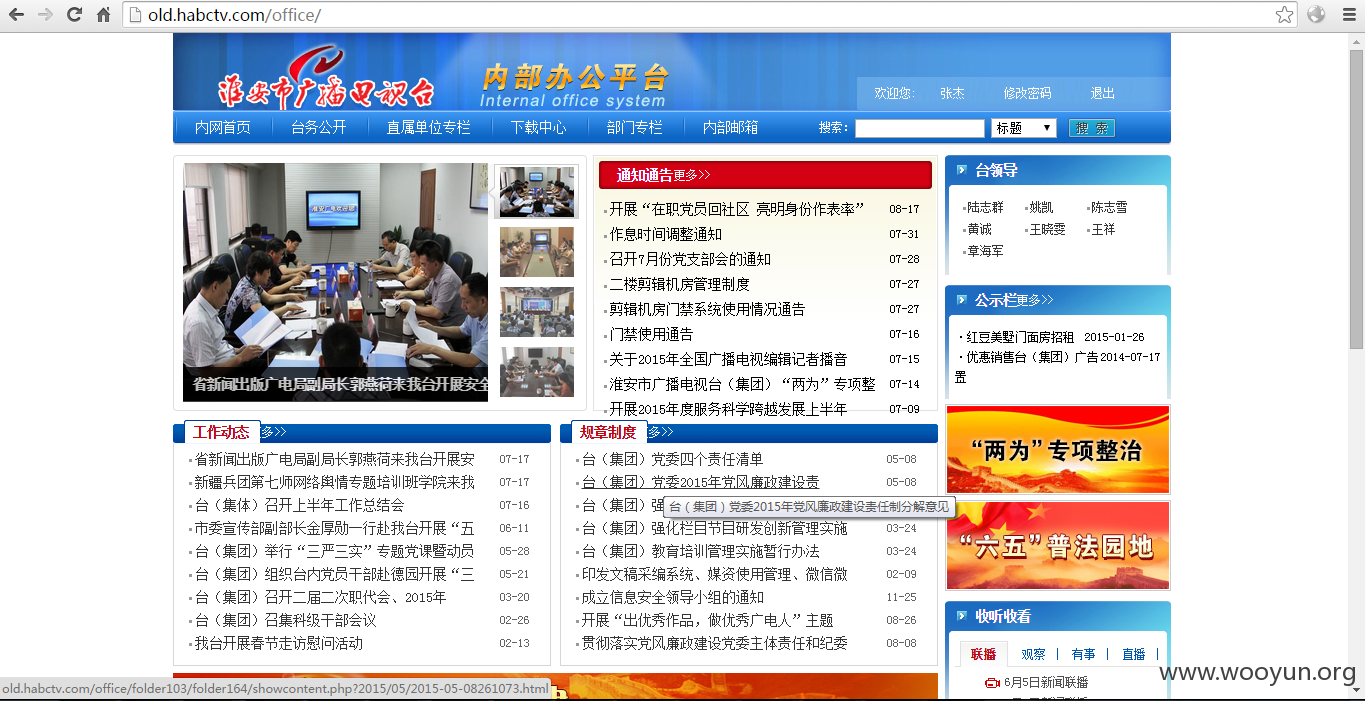 old.habctv.com/office/
淮安市广播电视台
内部办公平台
Internal office system
欢迎您: 张杰 修改密码 退出
内网首页 台务公开 直属单位专栏 下载中心 部门专栏 内部邮箱 搜索: 标题 搜 索
省新闻出版广电局副局长郭燕荷来我台开展安全
通知通告更多>>
开展“在职党员回社区 亮明身份作表率” 08-17
作息时间调整通知 07-31
召开7月份党支部会的通知 07-28
二楼剪辑机房管理制度 07-27
剪辑机房门禁系统使用情况通告 07-27
门禁使用通告 07-16
关于2015年全国广播电视编辑记者播音 07-15
淮安市广播电视台（集团）“两为”专项整 07-14
开展2015年度服务科学跨越发展上半年 07-09
台领导
陆志群 姚凯 陈志雪
黄诚 王晓雯 王祥
章海军
公示栏更多>>
·红豆美墅门面房招租 2015-01-26
·优惠销售台（集团）广告 2014-07-17
置
“两为”专项整治
“六五”普法园地
工作动态 多>>
省新闻出版广电局副局长郭燕荷来我台开展安 07-17
新疆兵团第七师网络舆情专题培训班学院来我 07-17
台（集体）召开上半年工作总结会 07-16
市委宣传部副部长金厚勋一行赴我台开展“五 06-11
台（集团）举行“三严三实”专题党课暨动员 05-28
台（集团）组织台内党员干部赴德园开展“三 05-21
台（集团）召开二届二次职代会、2015年 03-20
台（集团）召集科级干部会议 02-26
我台开展春节走访慰问活动 02-13
规章制度 多>>
台（集团）党委四个责任清单 05-08
台（集团）党委2015年党风廉政建设责 05-08
台（集团）强
台（集团）党委2015年党风廉政建设责任制分解意见
台（集团）强化栏目节目研发创新管理实施 03-24
台（集团）教育培训管理实施暂行办法 03-24
印发文稿采编系统、媒资使用管理、微信微 02-09
成立信息安全领导小组的通知 11-25
开展“出优秀作品，做优秀广电人”主题 08-26
贯彻落实党风廉政建设党委主体责任和纪委 08-08
收听收看
联播 观察 | 有事 | 直播 |
6月5日新闻联播
www.wooyun.org
old.habctv.com/office/folder103/folder164/showcontent.php?2015/05/2015-05-08261073.html